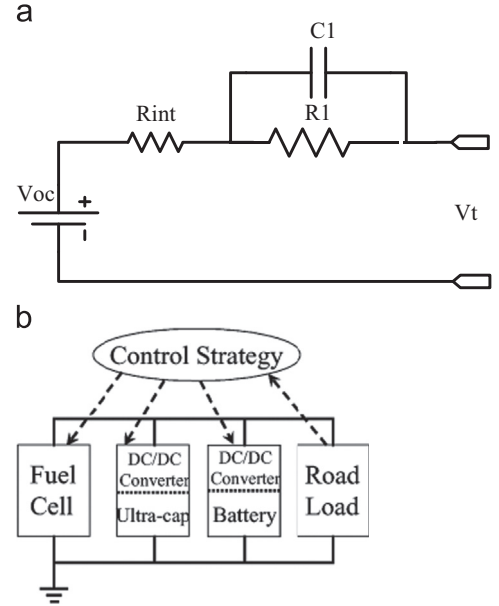 a
C1
Rint
R1
Voc
+
Vt
b
Control Strategy
Fuel
Cell
DC/DC
Converter
Ultra-cap
DC/DC
Converter
Battery
Road
Load